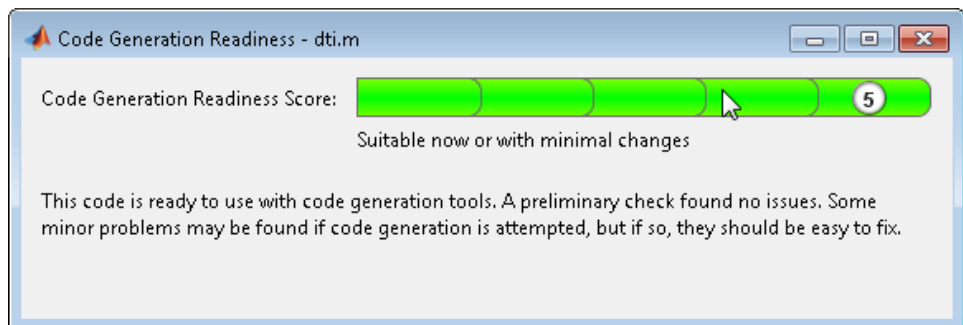 Code Generation Readiness - dti.m
Code Generation Readiness Score:
5
Suitable now or with minimal changes
This code is ready to use with code generation tools. A preliminary check found no issues. Some
minor problems may be found if code generation is attempted, but if so, they should be easy to fix.